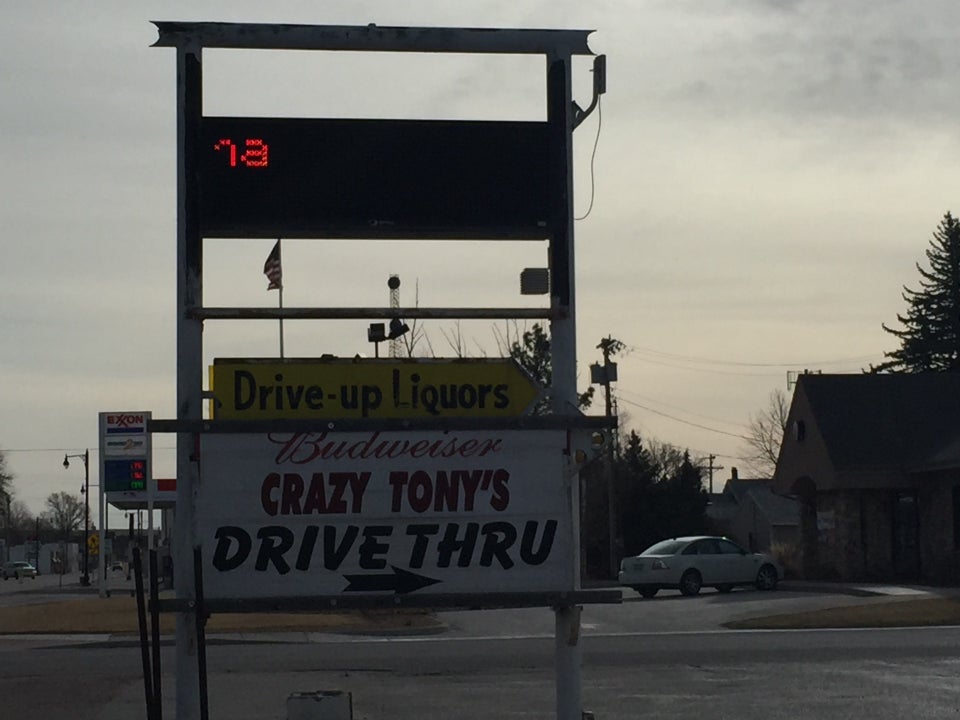 Drive-up Liquors
Budweiser
CRAZY TONY'S
DRIVE THRU
EXXON